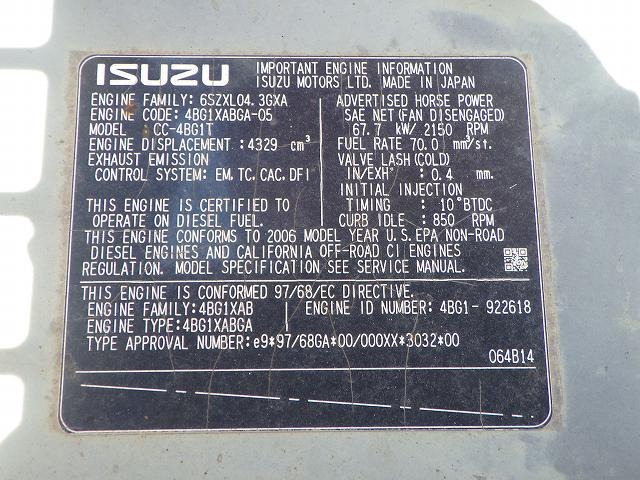 ISUZU IMPORTANT ENGINE INFORMATION
ISUZU MOTORS LTD. MADE IN JAPAN
ENGINE FAMILY: 6SZXL04.3GXA
ENGINE CODE: 4BG1XABGA-05
MODEL : CC-4BG1T
ENGINE DISPLACEMENT: 4329 cm³
EXHAUST EMISSION
CONTROL SYSTEM: EM, TC, CAC, DFI
THIS ENGINE IS CERTIFIED TO
OPERATE ON DIESEL FUEL.
ADVERTISED HORSE POWER
SAE NET(FAN DISENGAGED)
67.7 kW/ 2150 RPM
FUEL RATE 70.0 mm³/st.
VALVE LASH(COLD)
IN/EXH : 0.4 mm.
INITIAL INJECTION
TIMING : 10°BTDC
CURB IDLE : 850 RPM
THIS ENGINE CONFORMS TO 2006 MODEL YEAR U.S.EPA NON-ROAD
DIESEL ENGINES AND CALIFORNIA OFF-ROAD CI ENGINES
REGULATION. MODEL SPECIFICATION SEE SERVICE MANUAL.
THIS ENGINE IS CONFORMED 97/68/EC DIRECTIVE.
ENGINE FAMILY:4BG1XAB ENGINE ID NUMBER: 4BG1- 922618
ENGINE TYPE:4BG1XABGA
TYPE APPROVAL NUMBER:e9*97/68GA*00/000XX*3032*00
064B14